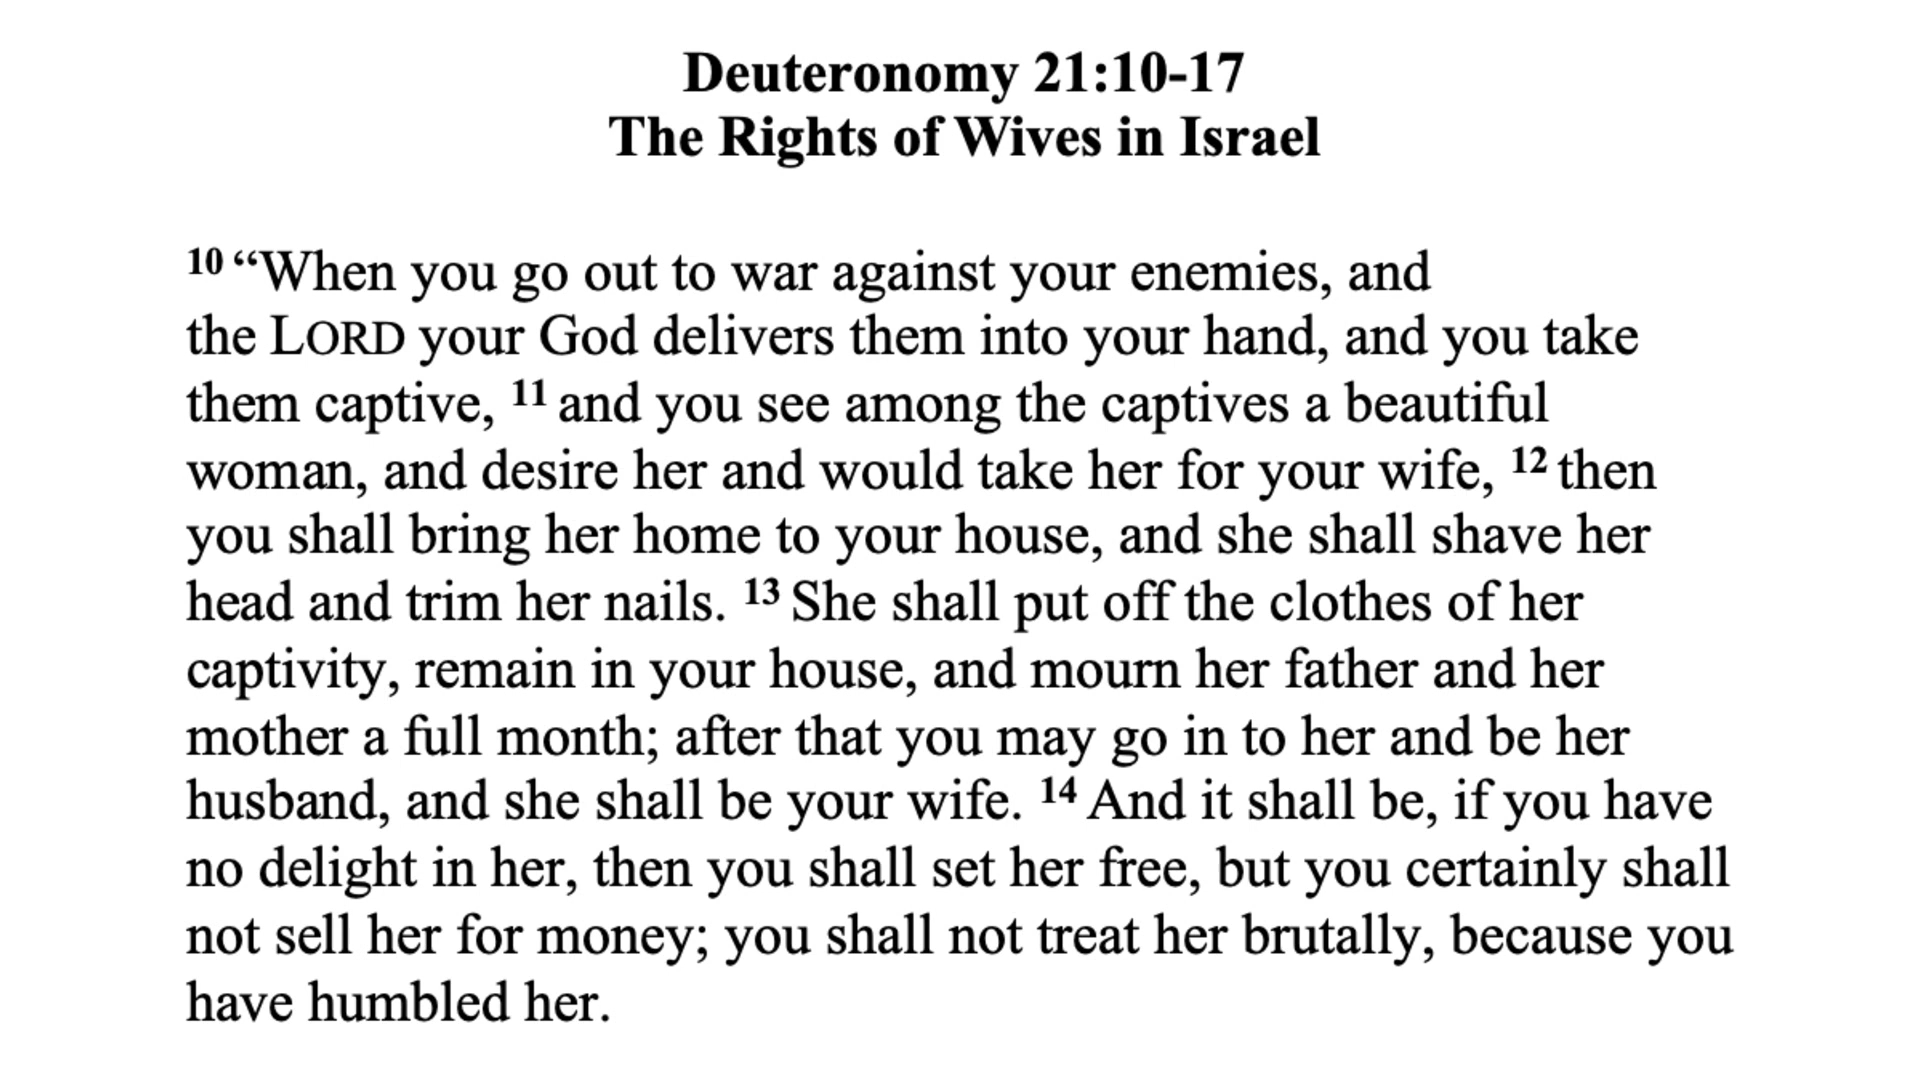 Deuteronomy 21:10-17
The Rights of Wives in Israel
10 “When you go out to war against your enemies, and
the LORD your God delivers them into your hand, and you take
them captive, 11 and you see among the captives a beautiful
woman, and desire her and would take her for your wife, 12 then
you shall bring her home to your house, and she shall shave her
head and trim her nails. 13 She shall put off the clothes of her
captivity, remain in your house, and mourn her father and her
mother a full month; after that you may go in to her and be her
husband, and she shall be your wife. 14 And it shall be, if you have
no delight in her, then you shall set her free, but you certainly shall
not sell her for money; you shall not treat her brutally, because you
have humbled her.